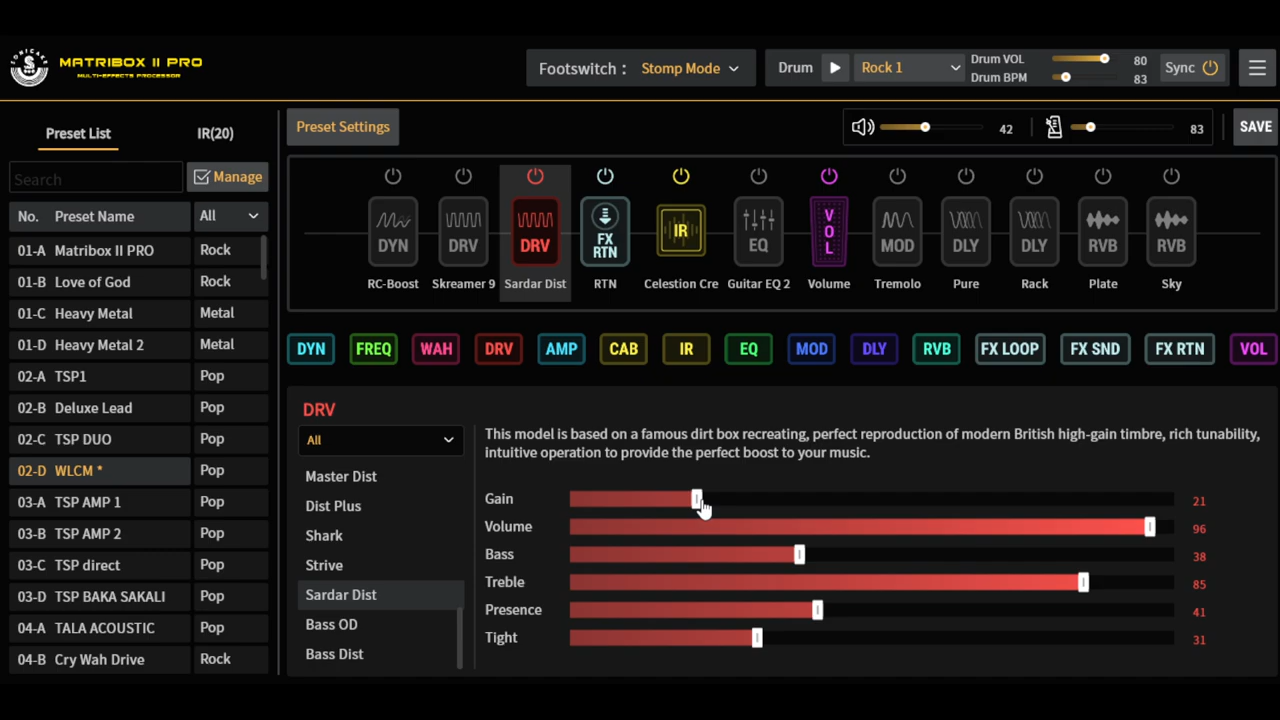 SONICAKE
MATRIBOX II PRO
MULTI-EFFECTS PROCESSOR
Footswitch : Stomp Mode
Drum Rock 1 Drum VOL 80
Drum BPM 83
Sync
Preset List IR(20)
Preset Settings 42 83 SAVE
Search Manage
No. Preset Name All
01-A Matribox II PRO Rock
01-B Love of God Rock
01-C Heavy Metal Metal
01-D Heavy Metal 2 Metal
02-A TSP1 Pop
02-B Deluxe Lead Pop
02-C TSP DUO Pop
02-D WLCM * Pop
03-A TSP AMP 1 Pop
03-B TSP AMP 2 Pop
03-C TSP direct Pop
03-D TSP BAKA SAKALI Pop
04-A TALA ACOUSTIC Pop
04-B Cry Wah Drive Rock
DYN DRV DRV FX RTN IR EQ VOL MOD DLY DLY RVB RVB
RC-Boost Skreamer 9 Sardar Dist RTN Celestion Cre Guitar EQ 2 Volume Tremolo Pure Rack Plate Sky
DYN FREQ WAH DRV AMP CAB IR EQ MOD DLY RVB FX LOOP FX SND FX RTN VOL
DRV
All
Master Dist
Dist Plus
Shark
Strive
Sardar Dist
Bass OD
Bass Dist
This model is based on a famous dirt box recreating, perfect reproduction of modern British high-gain timbre, rich tunability,
intuitive operation to provide the perfect boost to your music.
Gain 21
Volume 96
Bass 38
Treble 85
Presence 41
Tight 31